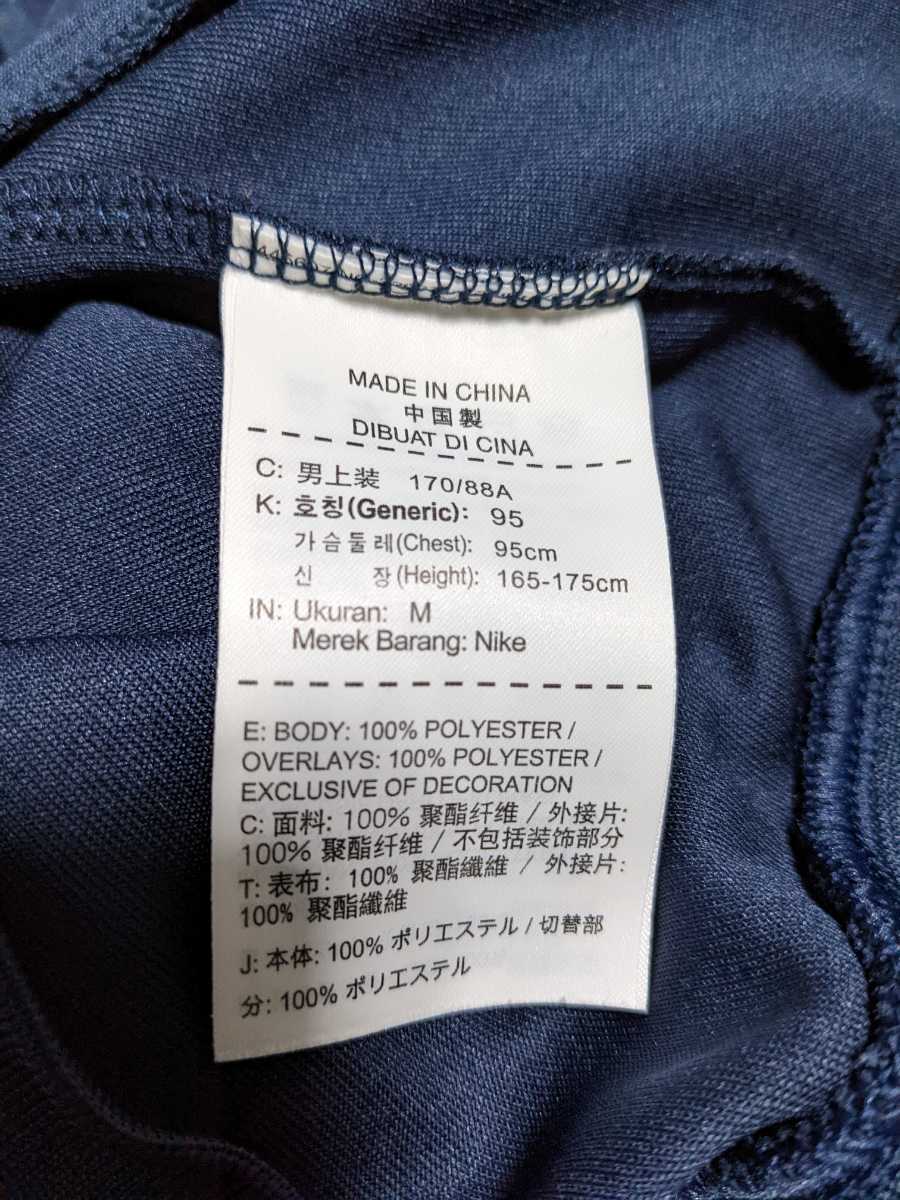 MADE IN CHINA
中国製
DIBUAT DI CINA
C: 男上装 170/88A
K: 호칭(Generic): 95
가슴둘레(Chest): 95cm
신 장(Height): 165-175cm
IN: Ukuran: M
Merek Barang: Nike
E: BODY: 100% POLYESTER /
OVERLAYS: 100% POLYESTER /
EXCLUSIVE OF DECORATION
C: 面料: 100% 聚酯纤维 / 外接片:
100% 聚酯纤维 / 不包括装饰部分
T: 表布: 100% 聚酯纖維 / 外接片:
100% 聚酯纖維
J: 本体: 100% ポリエステル / 切替部
分: 100% ポリエステル